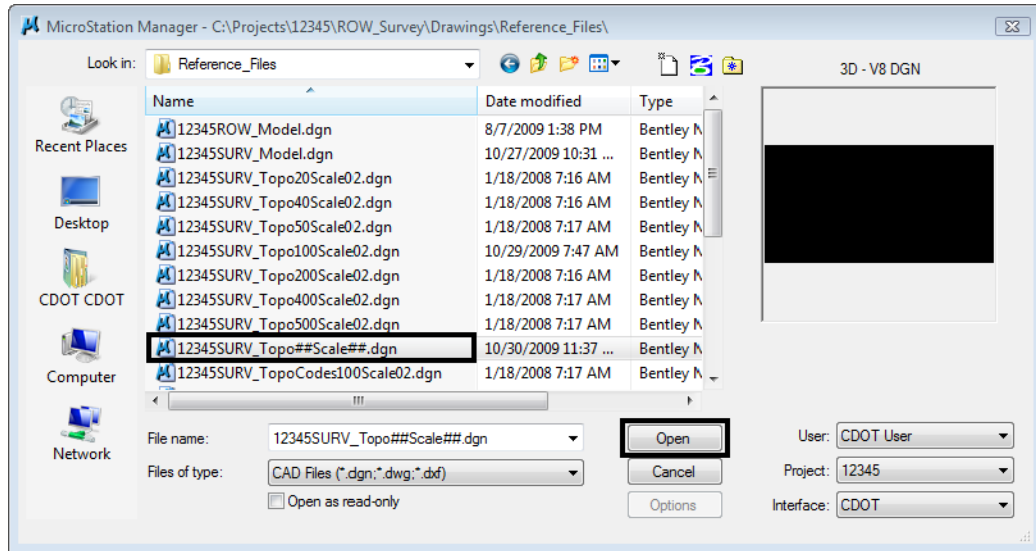 MicroStation Manager - C:\Projects\12345\ROW_Survey\Drawings\Reference_Files\
Look in: Reference_Files
3D - V8 DGN
Name Date modified Type
12345ROW_Model.dgn 8/7/2009 1:38 PM Bentley N
12345SURV_Model.dgn 10/27/2009 10:31 ... Bentley N
12345SURV_Topo20Scale02.dgn 1/18/2008 7:16 AM Bentley N
12345SURV_Topo40Scale02.dgn 1/18/2008 7:16 AM Bentley N
12345SURV_Topo50Scale02.dgn 1/18/2008 7:17 AM Bentley N
12345SURV_Topo100Scale02.dgn 10/29/2009 7:47 AM Bentley N
12345SURV_Topo200Scale02.dgn 1/18/2008 7:16 AM Bentley N
12345SURV_Topo400Scale02.dgn 1/18/2008 7:17 AM Bentley N
12345SURV_Topo500Scale02.dgn 1/18/2008 7:17 AM Bentley N
12345SURV_Topo##Scale##.dgn 10/30/2009 11:37 ... Bentley N
12345SURV_TopoCodes100Scale02.dgn 1/18/2008 7:17 AM Bentley N
Recent Places
Desktop
CDOT CDOT
Computer
Network
File name: 12345SURV_Topo##Scale##.dgn Open
Files of type: CAD Files (*.dgn;*.dwg;*.dxf) Cancel
Open as read-only Options
User: CDOT User
Project: 12345
Interface: CDOT